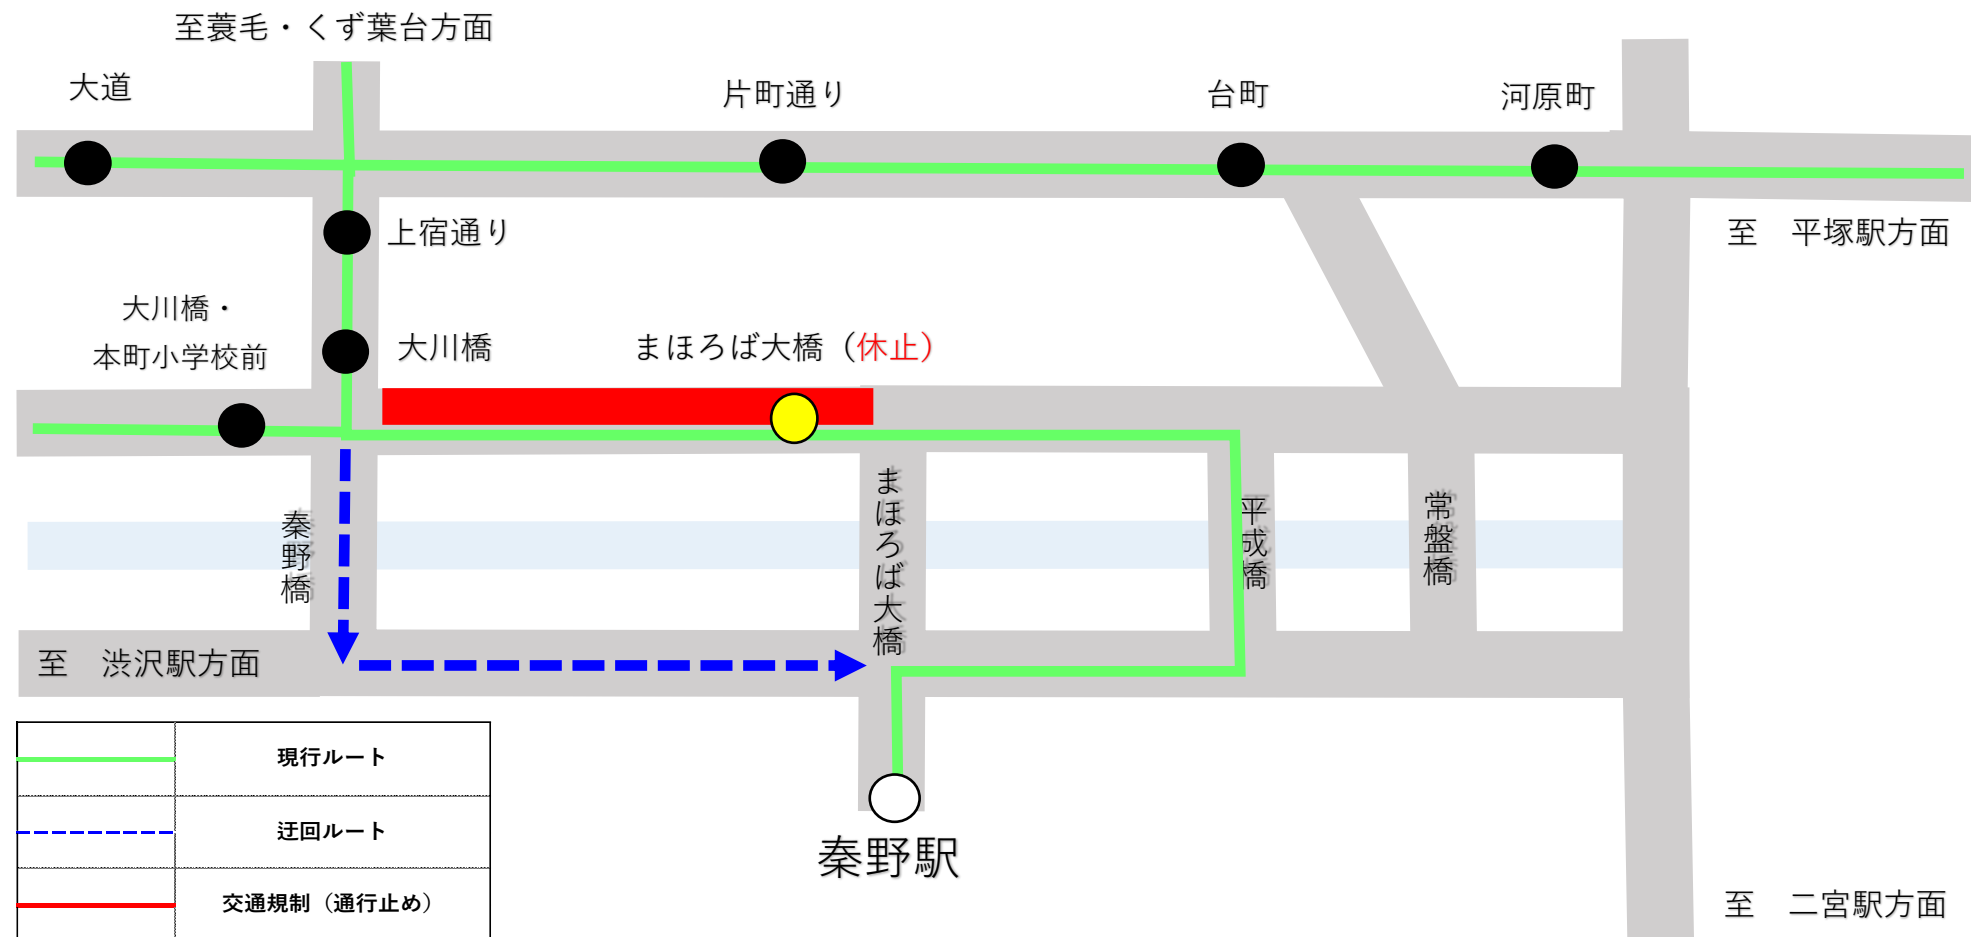 至蓑毛・くず葉台方面
大道
片町通り
台町
河原町
上宿通り
至　平塚駅方面
大川橋・
本町小学校前
大川橋
まほろば大橋（休止）
秦野橋
まほろば大橋
平成橋
常盤橋
至　渋沢駅方面
現行ルート
迂回ルート
交通規制（通行止め）
秦野駅
至　二宮駅方面